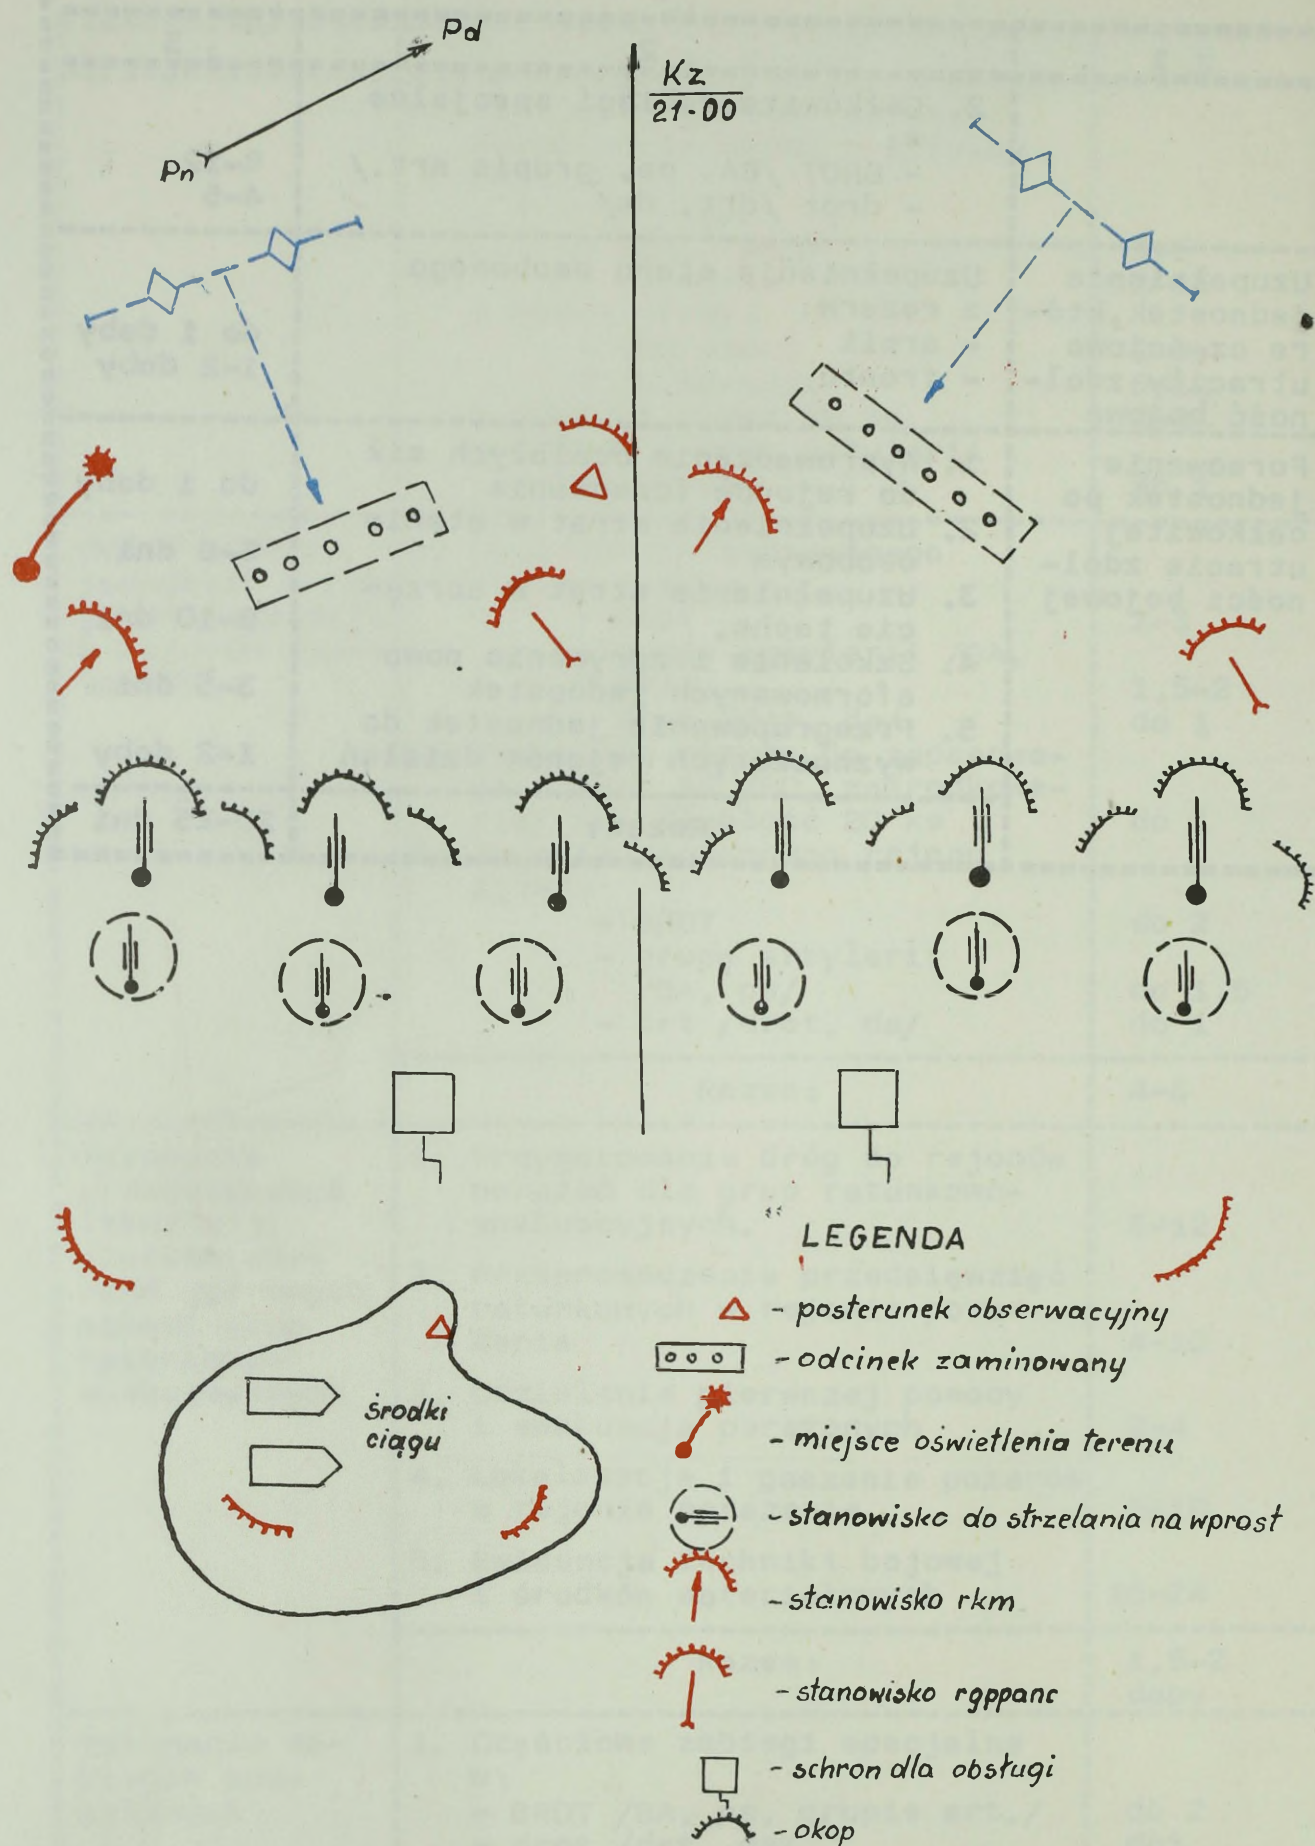 Pd
Kz
21-00
Pn
środki
ciągu
LEGENDA
- posterunek obserwacyjny
- odcinek zaminowany
- miejsce oświetlenia terenu
- stanowisko do strzelania na wprost
- stanowisko rkm
- stanowisko rgppanc
- schron dla obsługi
- okop